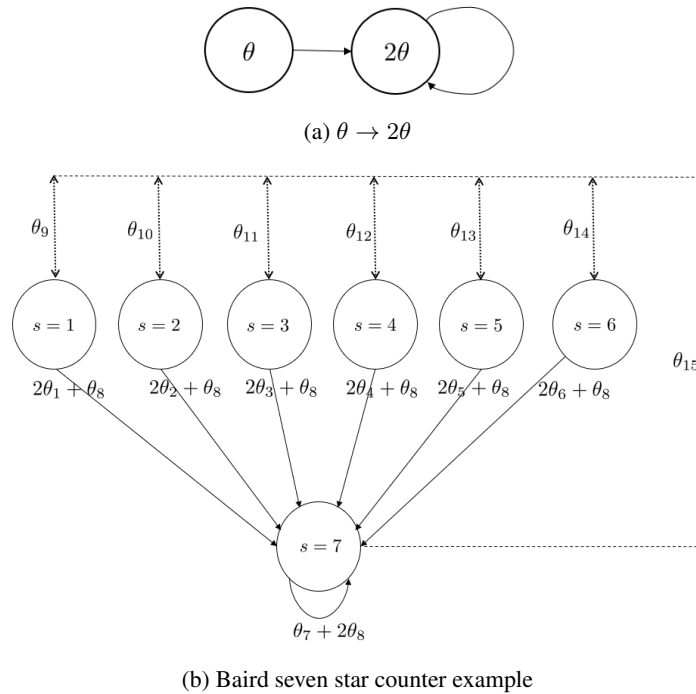 θ 2θ
(a) θ → 2θ
θ₉ θ₁₀ θ₁₁ θ₁₂ θ₁₃ θ₁₄
s = 1 s = 2 s = 3 s = 4 s = 5 s = 6
θ₁₅
2θ₁ + θ₈ 2θ₂ + θ₈ 2θ₃ + θ₈ 2θ₄ + θ₈ 2θ₅ + θ₈ 2θ₆ + θ₈
s = 7
θ₇ + 2θ₈
(b) Baird seven star counter example